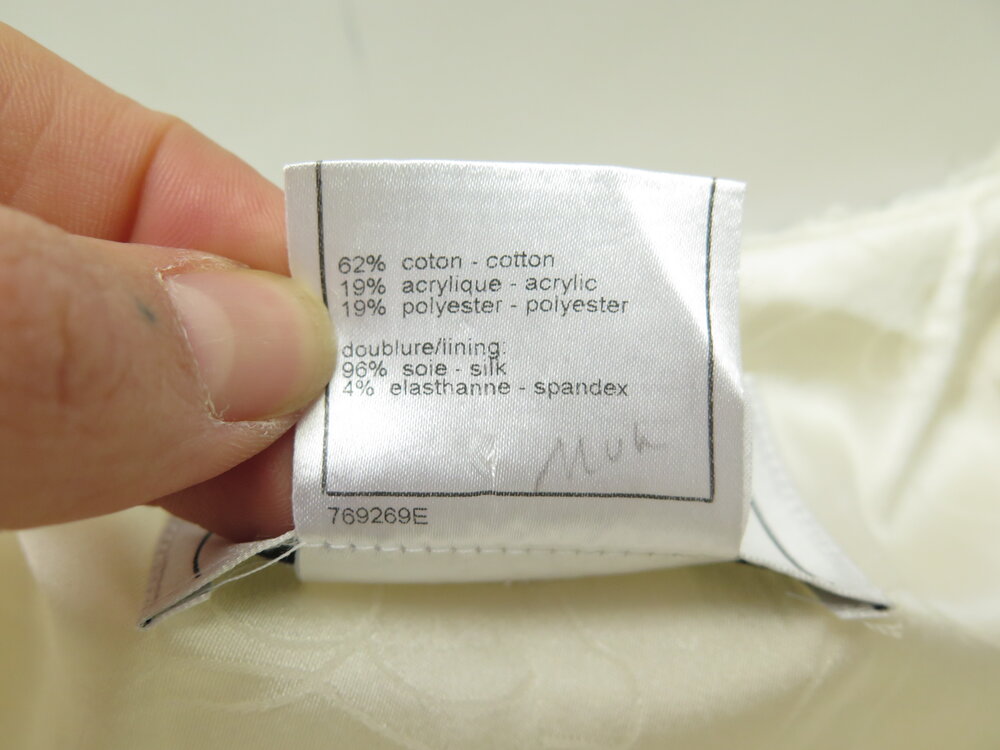 62% coton - cotton
19% acrylique - acrylic
19% polyester - polyester
doublure/lining:
96% soie - silk
4% elasthanne - spandex
769269E